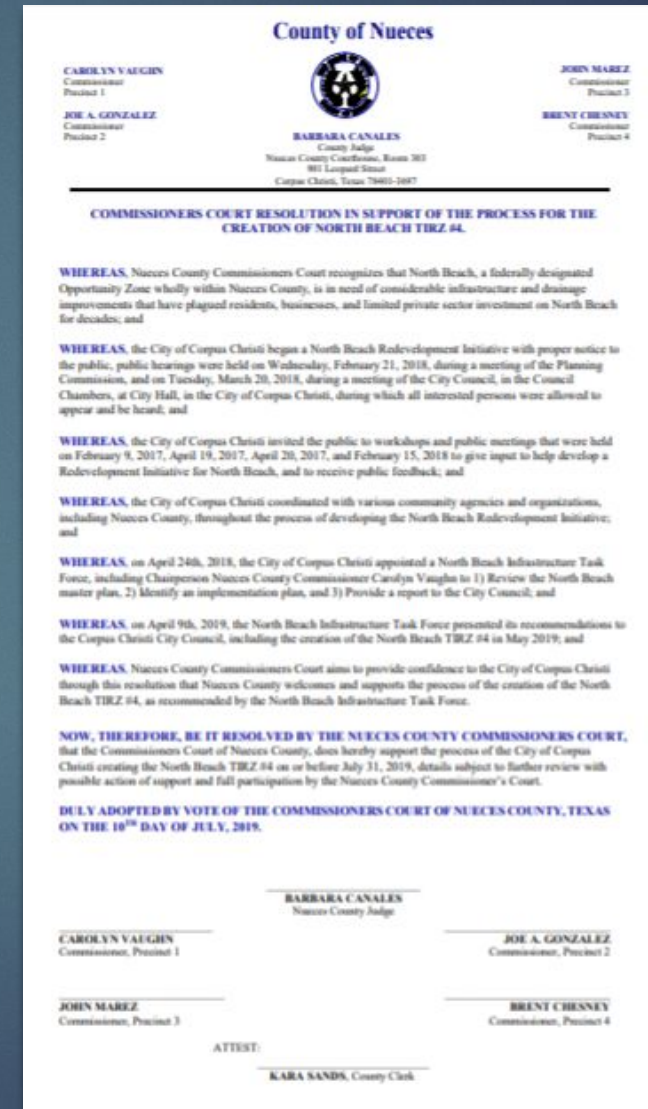 County of Nueces
CAROLYN VAUGHN
Commissioner
Precinct 1
JOE A. GONZALEZ
Commissioner
Precinct 2
JOHN MAREZ
Commissioner
Precinct 3
BRENT CHESNEY
Commissioner
Precinct 4
BARBARA CANALES
County Judge
Nueces County Courthouse, Room 303
901 Leopard Street
Corpus Christi, Texas 78401-3697
COMMISSIONERS COURT RESOLUTION IN SUPPORT OF THE PROCESS FOR THE
CREATION OF NORTH BEACH TIRZ #4.
WHEREAS, Nueces County Commissioners Court recognizes that North Beach, a federally designated
Opportunity Zone wholly within Nueces County, is in need of considerable infrastructure and drainage
improvements that have plagued residents, businesses, and limited private sector investment on North Beach
for decades; and
WHEREAS, the City of Corpus Christi began a North Beach Redevelopment Initiative with proper notice to
the public, public hearings were held on Wednesday, February 21, 2018, during a meeting of the Planning
Commission, and on Tuesday, March 20, 2018, during a meeting of the City Council, in the Council
Chambers, at City Hall, in the City of Corpus Christi, during which all interested persons were allowed to
appear and be heard; and
WHEREAS, the City of Corpus Christi invited the public to workshops and public meetings that were held
on February 9, 2017, April 19, 2017, April 20, 2017, and February 15, 2018 to give input to help develop a
Redevelopment Initiative for North Beach, and to receive public feedback; and
WHEREAS, the City of Corpus Christi coordinated with various community agencies and organizations,
including Nueces County, throughout the process of developing the North Beach Redevelopment Initiative;
and
WHEREAS, on April 24th, 2018, the City of Corpus Christi appointed a North Beach Infrastructure Task
Force, including Chairperson Nueces County Commissioner Carolyn Vaughn to 1) Review the North Beach
master plan, 2) Identify an implementation plan, and 3) Provide a report to the City Council; and
WHEREAS, on April 9th, 2019, the North Beach Infrastructure Task Force presented its recommendations to
the Corpus Christi City Council, including the creation of the North Beach TIRZ #4 in May 2019; and
WHEREAS, Nueces County Commissioners Court aims to provide confidence to the City of Corpus Christi
through this resolution that Nueces County welcomes and supports the process of the creation of the North
Beach TIRZ #4, as recommended by the North Beach Infrastructure Task Force.
NOW, THEREFORE, BE IT RESOLVED BY THE NUECES COUNTY COMMISSIONERS COURT,
that the Commissioners Court of Nueces County, does hereby support the process of the City of Corpus
Christi creating the North Beach TIRZ #4 on or before July 31, 2019, details subject to further review with
possible action of support and full participation by the Nueces County Commissioner's Court.
DULY ADOPTED BY VOTE OF THE COMMISSIONERS COURT OF NUECES COUNTY, TEXAS
ON THE 10TH DAY OF JULY, 2019.
BARBARA CANALES
Nueces County Judge
CAROLYN VAUGHN
Commissioner, Precinct 1
JOE A. GONZALEZ
Commissioner, Precinct 2
JOHN MAREZ
Commissioner, Precinct 3
BRENT CHESNEY
Commissioner, Precinct 4
ATTEST:
KARA SANDS, County Clerk